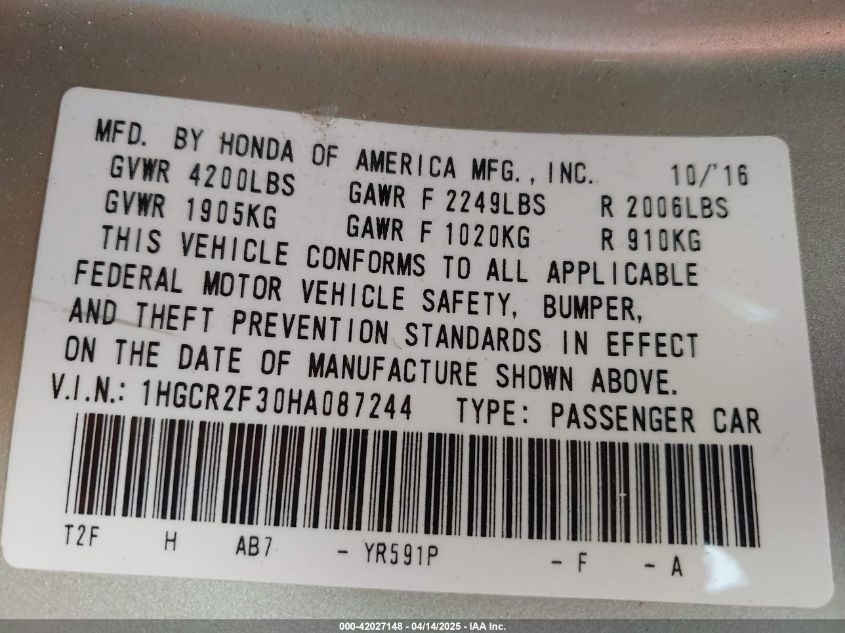 MFD. BY HONDA OF AMERICA MFG., INC. 10/'16
GVWR 4200LBS GAWR F 2249LBS R 2006LBS
GVWR 1905KG GAWR F 1020KG R 910KG
THIS VEHICLE CONFORMS TO ALL APPLICABLE
FEDERAL MOTOR VEHICLE SAFETY, BUMPER,
AND THEFT PREVENTION STANDARDS IN EFFECT
ON THE DATE OF MANUFACTURE SHOWN ABOVE.
V.I.N.: 1HGCR2F30HA087244 TYPE: PASSENGER CAR
T2F H AB7 - YR591P - F - A
000-42027148 - 04/14/2025 - IAA Inc.